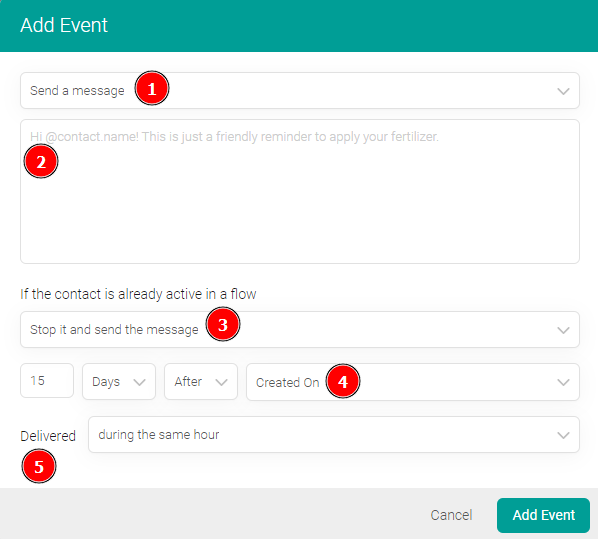 Add Event
Send a message 1
Hi @contact.name! This is just a friendly reminder to apply your fertilizer.
2
If the contact is already active in a flow
Stop it and send the message 3
15 Days After Created On 4
Delivered during the same hour
5
Cancel Add Event